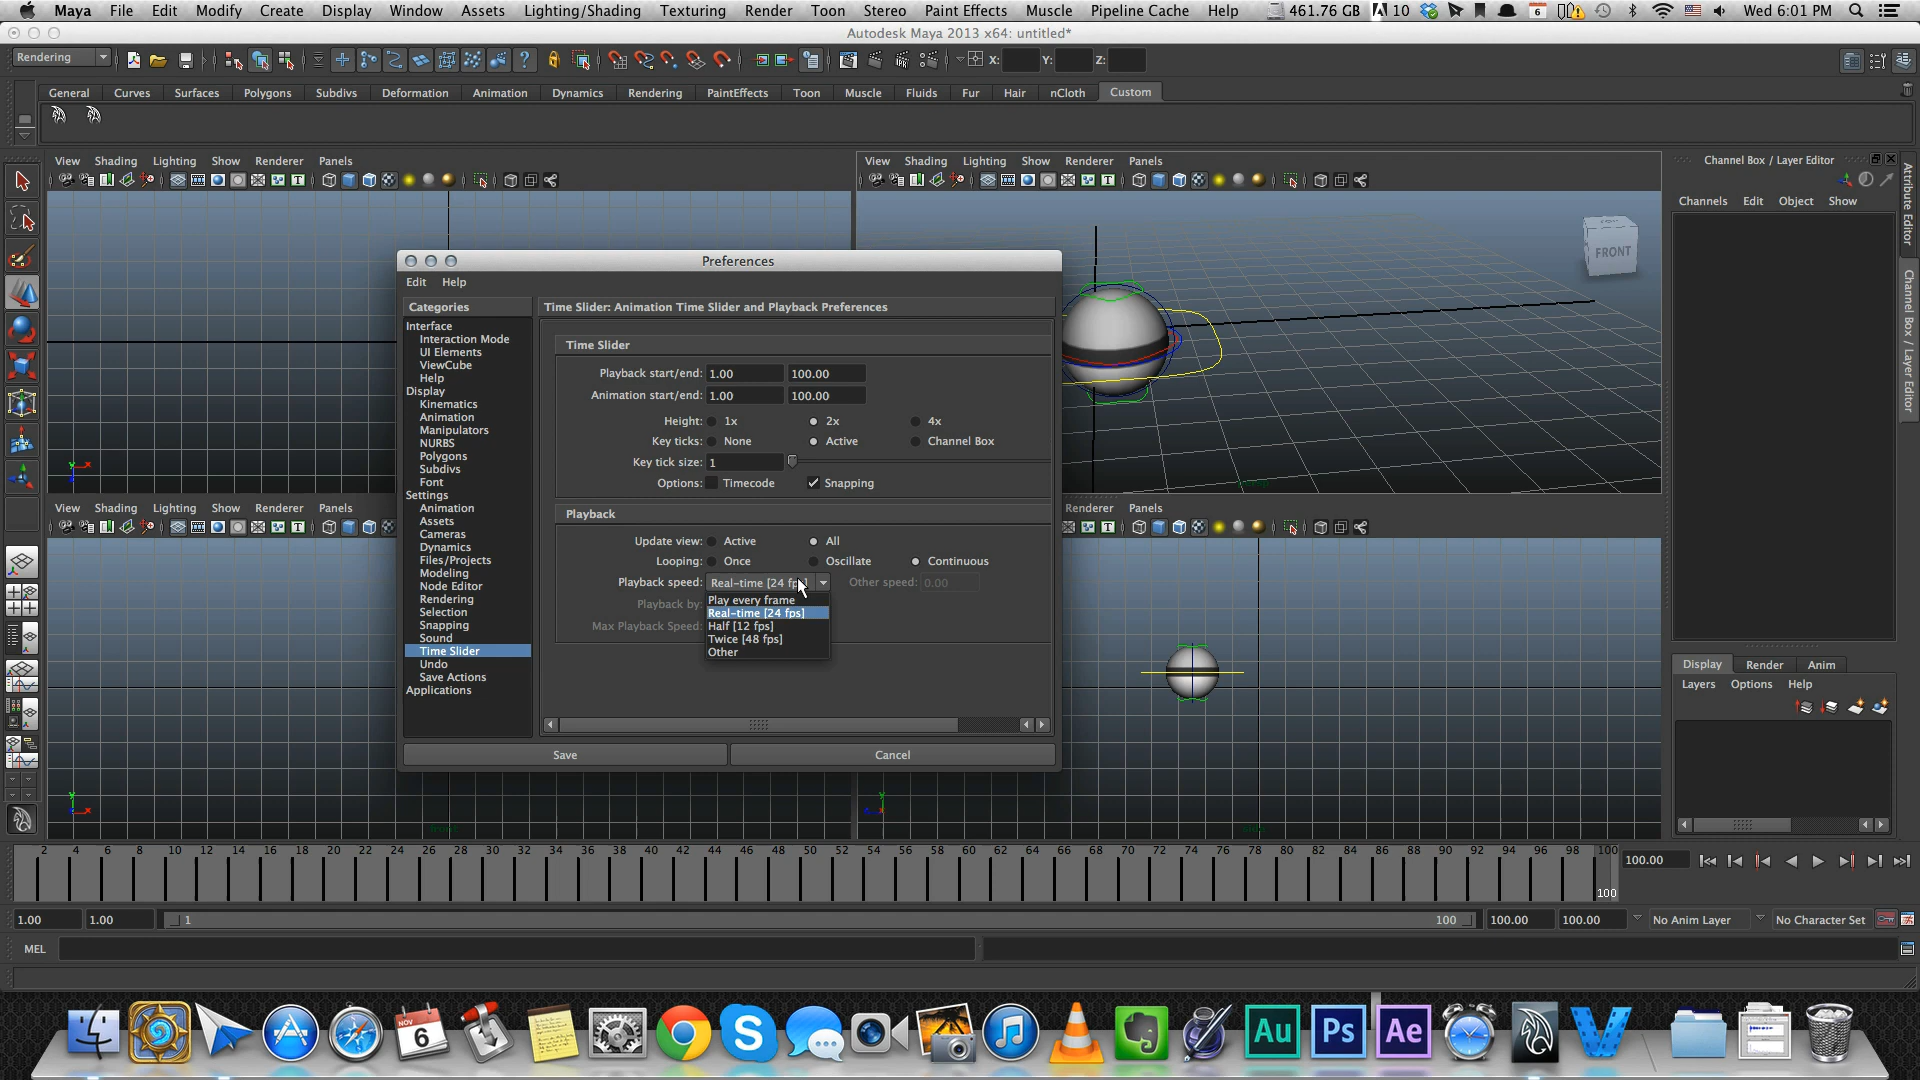 Maya File Edit Modify Create Display Window Assets Lighting/Shading Texturing Render Toon Stereo Paint Effects Muscle Pipeline Cache Help 461.76 GB 10 6 Wed 6:01 PM
Autodesk Maya 2013 x64: untitled*
Rendering X: Y: Z:
General Curves Surfaces Polygons Subdivs Deformation Animation Dynamics Rendering PaintEffects Toon Muscle Fluids Fur Hair nCloth Custom
View Shading Lighting Show Renderer Panels
View Shading Lighting Show Renderer Panels
Channel Box / Layer Editor
Channels Edit Object Show
Attribute Editor
Channel Box / Layer Editor
FRONT
persp
Preferences
Edit Help
Categories
Interface
Interaction Mode
UI Elements
ViewCube
Help
Display
Kinematics
Animation
Manipulators
NURBS
Polygons
Subdivs
Font
Settings
Animation
Assets
Cameras
Dynamics
Files/Projects
Modeling
Node Editor
Rendering
Selection
Snapping
Sound
Time Slider
Undo
Save Actions
Applications
Time Slider: Animation Time Slider and Playback Preferences
Time Slider
Playback start/end: 1.00 100.00
Animation start/end: 1.00 100.00
Height: 1x 2x 4x
Key ticks: None Active Channel Box
Key tick size: 1
Options: Timecode Snapping
Playback
Update view: Active All
Looping: Once Oscillate Continuous
Playback speed: Real-time [24 fps] Other speed: 0.00
Playback by:
Max Playback Speed:
Play every frame
Real-time [24 fps]
Half [12 fps]
Twice [48 fps]
Other
Save Cancel
View Shading Lighting Show Renderer Panels
Renderer Panels
y x
y x
y
front
side
Display Render Anim
Layers Options Help
2 4 6 8 10 12 14 16 18 20 22 24 26 28 30 32 34 36 38 40 42 44 46 48 50 52 54 56 58 60 62 64 66 68 70 72 74 76 78 80 82 84 86 88 90 92 94 96 98 100
100
100.00
1.00 1.00 1 100 100.00 100.00 No Anim Layer No Character Set
MEL
NOV
6
Au Ps Ae